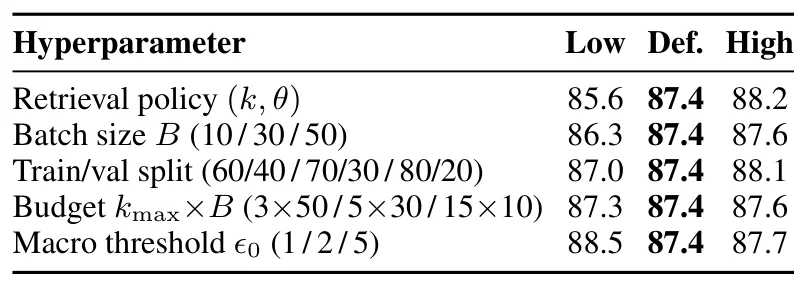 Hyperparameter Low Def. High
Retrieval policy (k, θ) 85.6 87.4 88.2
Batch size B (10 / 30 / 50) 86.3 87.4 87.6
Train/val split (60/40 / 70/30 / 80/20) 87.0 87.4 88.1
Budget kmax×B (3×50 / 5×30 / 15×10) 87.3 87.4 87.6
Macro threshold ϵ0 (1 / 2 / 5) 88.5 87.4 87.7